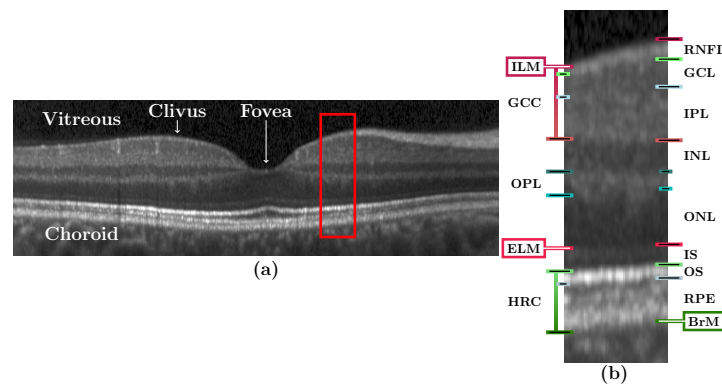 Vitreous
Clivus
Fovea
Choroid
(a)
ILM
GCC
OPL
ELM
HRC
RNFL
GCL
IPL
INL
ONL
IS
OS
RPE
BrM
(b)